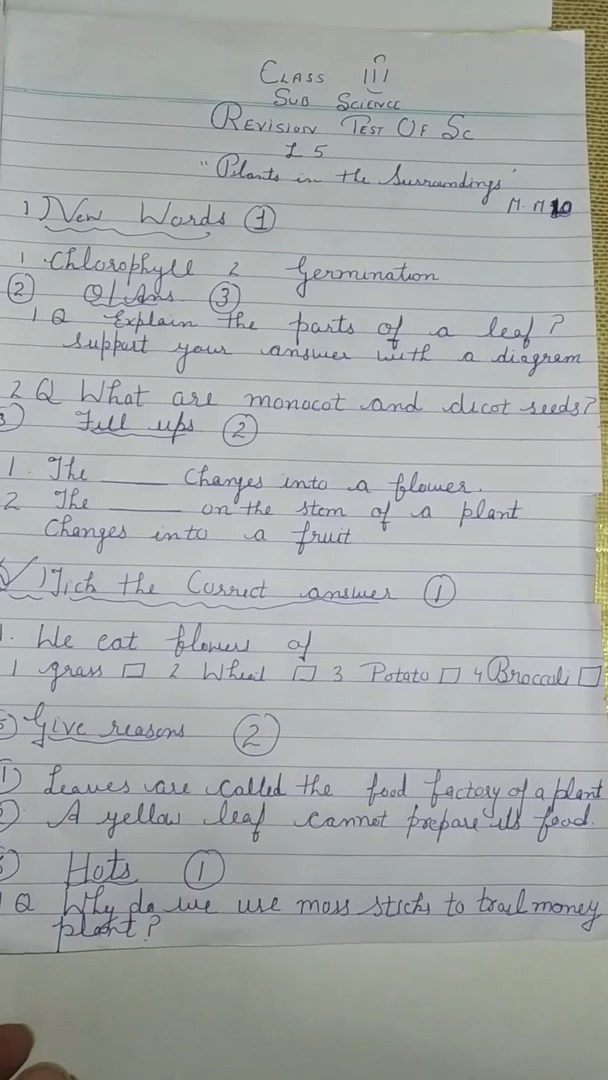 CLASS III
SUB SCIENCE
REVISION TEST OF SC
L 5
"Plants in the Surroundings"
M.M 10
1) New Words ①
1. Chlorophyll 2 Germination
② Q/Ans. ③
1 Q Explain the parts of a leaf?
Support your answer with a diagram
2 Q What are monocot and dicot seeds?
3) Fill ups ②
1. The ____ Changes into a flower.
2 The ____ on the stem of a plant
Changes into a fruit
) Tick the Correct answer ①
1. We eat flowers of
1 grass □ 2 Wheat □ 3 Potato □ 4 Broccoli □
5) Give reasons ②
① Leaves are called the food factory of a plant
② A yellow leaf cannot prepare its food.
6) Hots ①
1 Q Why do we use moss sticks to trail money
plant?